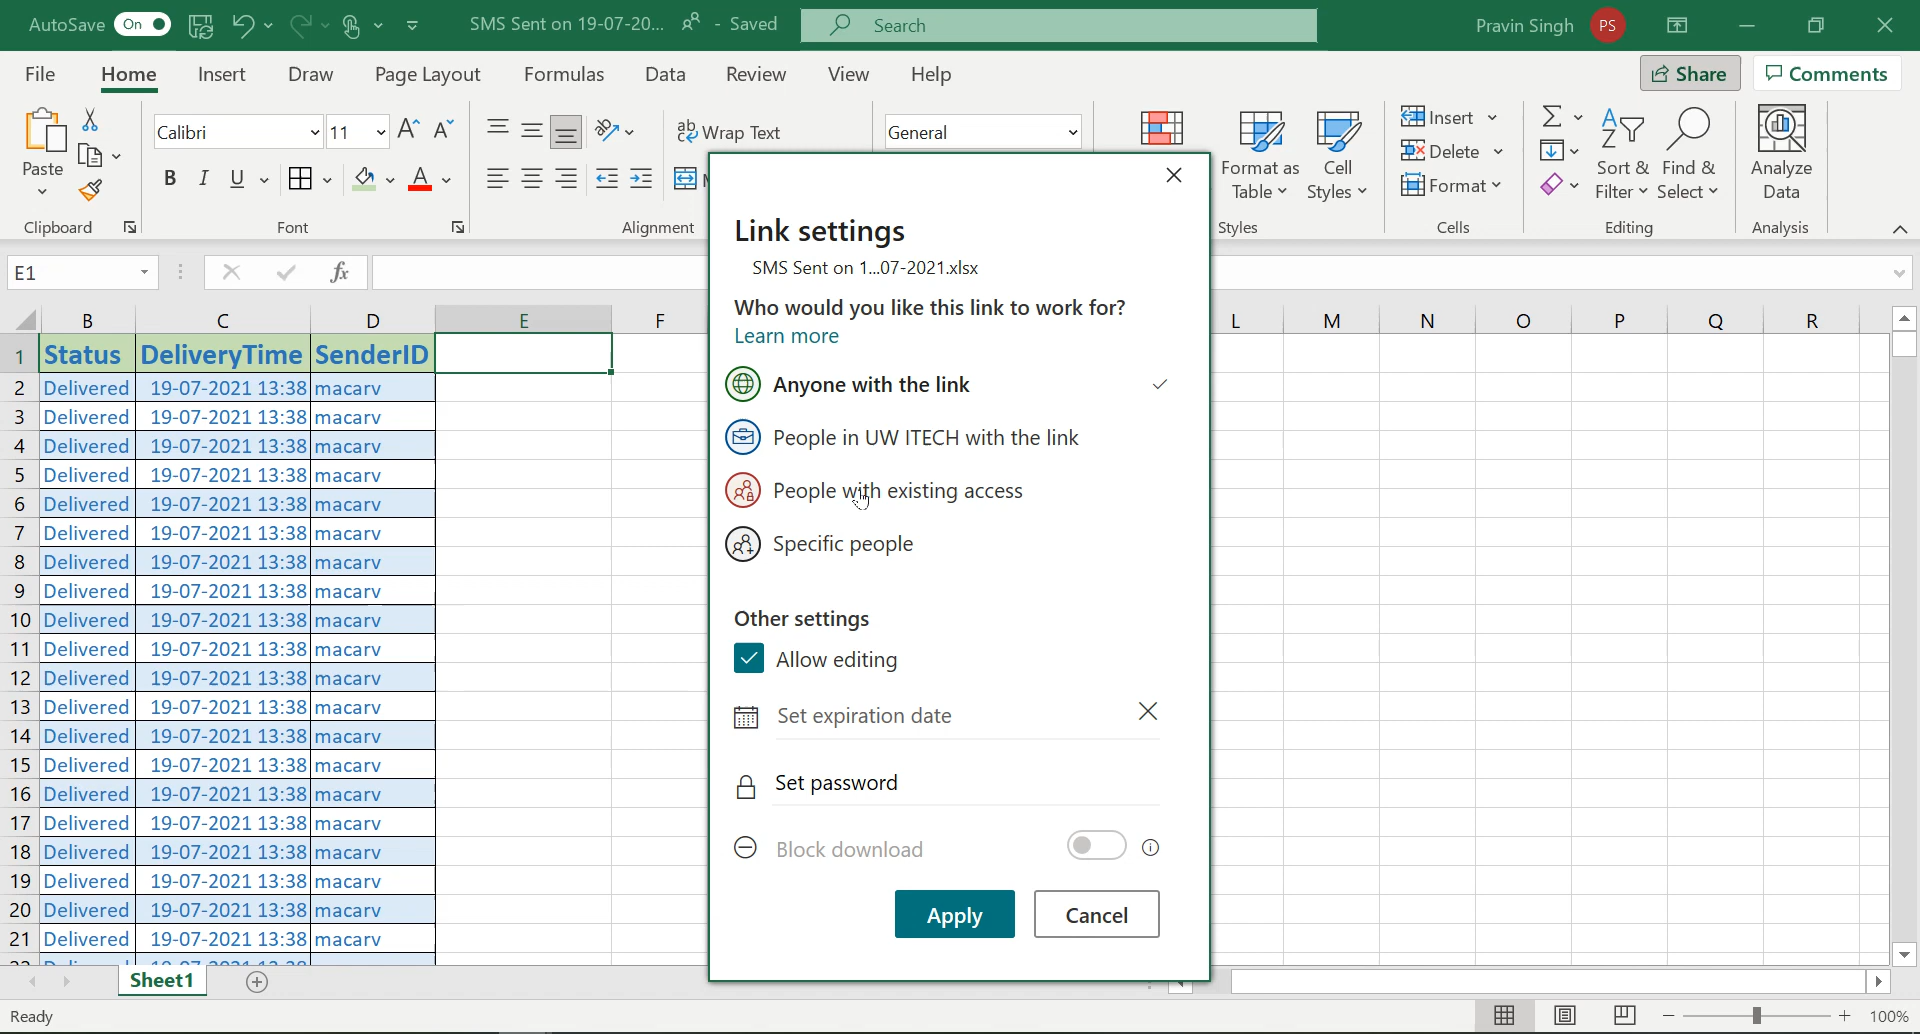 AutoSave On SMS Sent on 19-07-20... - Saved Search Pravin Singh PS
File Home Insert Draw Page Layout Formulas Data Review View Help Share Comments
Calibri 11 ab Wrap Text General Insert
Paste Format as Cell Delete Sort & Find & Analyze
B I U A Table Styles Format Filter Select Data
Clipboard Font Alignment Styles Cells Editing Analysis
E1 fx
B C D E F L M N O P Q R
1 Status DeliveryTime SenderID
2 Delivered 19-07-2021 13:38 macarv
3 Delivered 19-07-2021 13:38 macarv
4 Delivered 19-07-2021 13:38 macarv
5 Delivered 19-07-2021 13:38 macarv
6 Delivered 19-07-2021 13:38 macarv
7 Delivered 19-07-2021 13:38 macarv
8 Delivered 19-07-2021 13:38 macarv
9 Delivered 19-07-2021 13:38 macarv
10 Delivered 19-07-2021 13:38 macarv
11 Delivered 19-07-2021 13:38 macarv
12 Delivered 19-07-2021 13:38 macarv
13 Delivered 19-07-2021 13:38 macarv
14 Delivered 19-07-2021 13:38 macarv
15 Delivered 19-07-2021 13:38 macarv
16 Delivered 19-07-2021 13:38 macarv
17 Delivered 19-07-2021 13:38 macarv
18 Delivered 19-07-2021 13:38 macarv
19 Delivered 19-07-2021 13:38 macarv
20 Delivered 19-07-2021 13:38 macarv
21 Delivered 19-07-2021 13:38 macarv
Link settings
SMS Sent on 1...07-2021.xlsx
Who would you like this link to work for?
Learn more
Anyone with the link
People in UW ITECH with the link
People with existing access
Specific people
Other settings
Allow editing
Set expiration date
Set password
Block download
Apply Cancel
Sheet1
Ready 100%